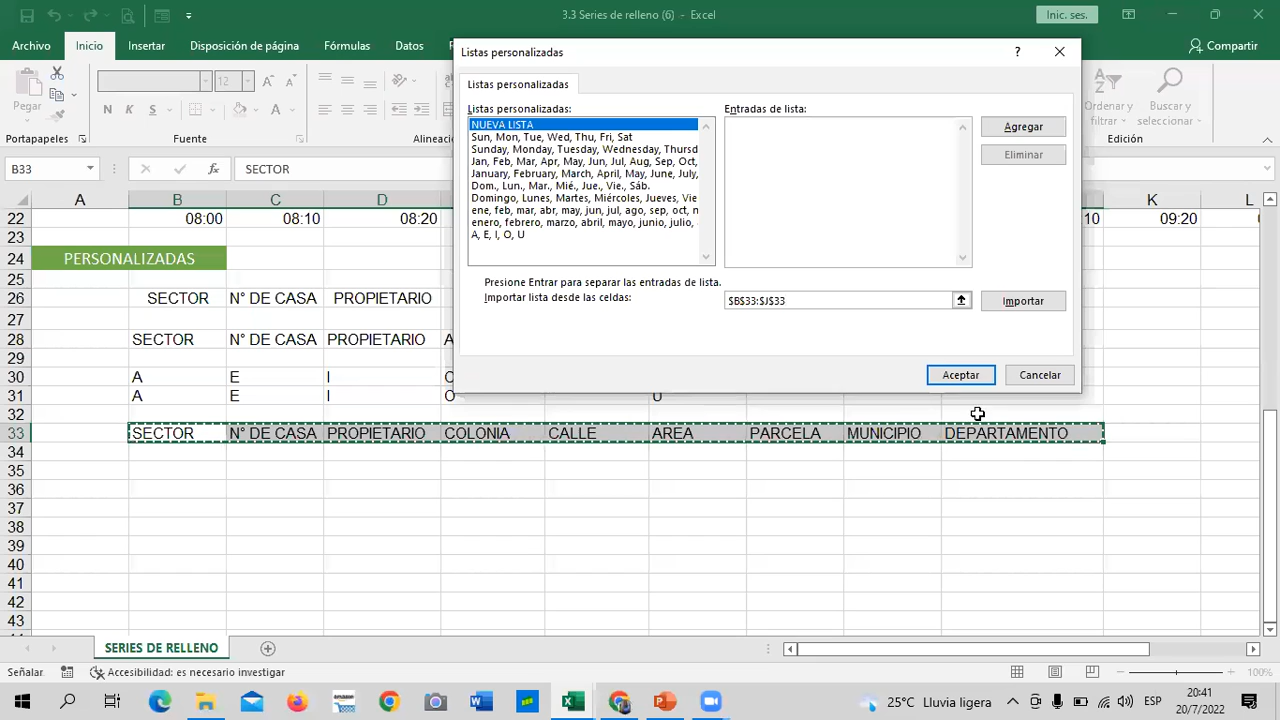 3.3 Series de relleno (6) – Excel
Inic. ses.
Archivo Inicio Insertar Disposición de página Fórmulas Datos
Compartir
Pegar
N K S
12
Ordenar y filtrar
Buscar y seleccionar
Portapapeles Alineac Edición
B33 SECTOR
Listas personalizadas
Listas personalizadas
Listas personalizadas:
NUEVA LISTA
Sun, Mon, Tue, Wed, Thu, Fri, Sat
Sunday, Monday, Tuesday, Wednesday, Thursd
Jan, Feb, Mar, Apr, May, Jun, Jul, Aug, Sep, Oct,
January, February, March, April, May, June, July,
Dom., Lun., Mar., Mié., Jue., Vie., Sáb.
Domingo, Lunes, Martes, Miércoles, Jueves, Vie
ene, feb, mar, abr, may, jun, jul, ago, sep, oct, n
enero, febrero, marzo, abril, mayo, junio, julio,
A, E, I, O, U
Entradas de lista:
Agregar
Eliminar
Presione Entrar para separar las entradas de lista.
Importar lista desde las celdas:
$B$33:$J$33
Importar
Aceptar
Cancelar
A B C D K L
22 08:00 08:10 08:20 10 09:20
23
24 PERSONALIZADAS
25
26 SECTOR N° DE CASA PROPIETARIO
27
28 SECTOR N° DE CASA PROPIETARIO A
29
30 A E I
31 A E I O U
32
33 SECTOR N° DE CASA PROPIETARIO COLONIA CALLE AREA PARCELA MUNICIPIO DEPARTAMENTO
34
35
36
37
38
39
40
41
42
43
SERIES DE RELLENO
Señalar Accesibilidad: es necesario investigar 100%
25°C Lluvia ligera ESP 20:41
20/7/2022